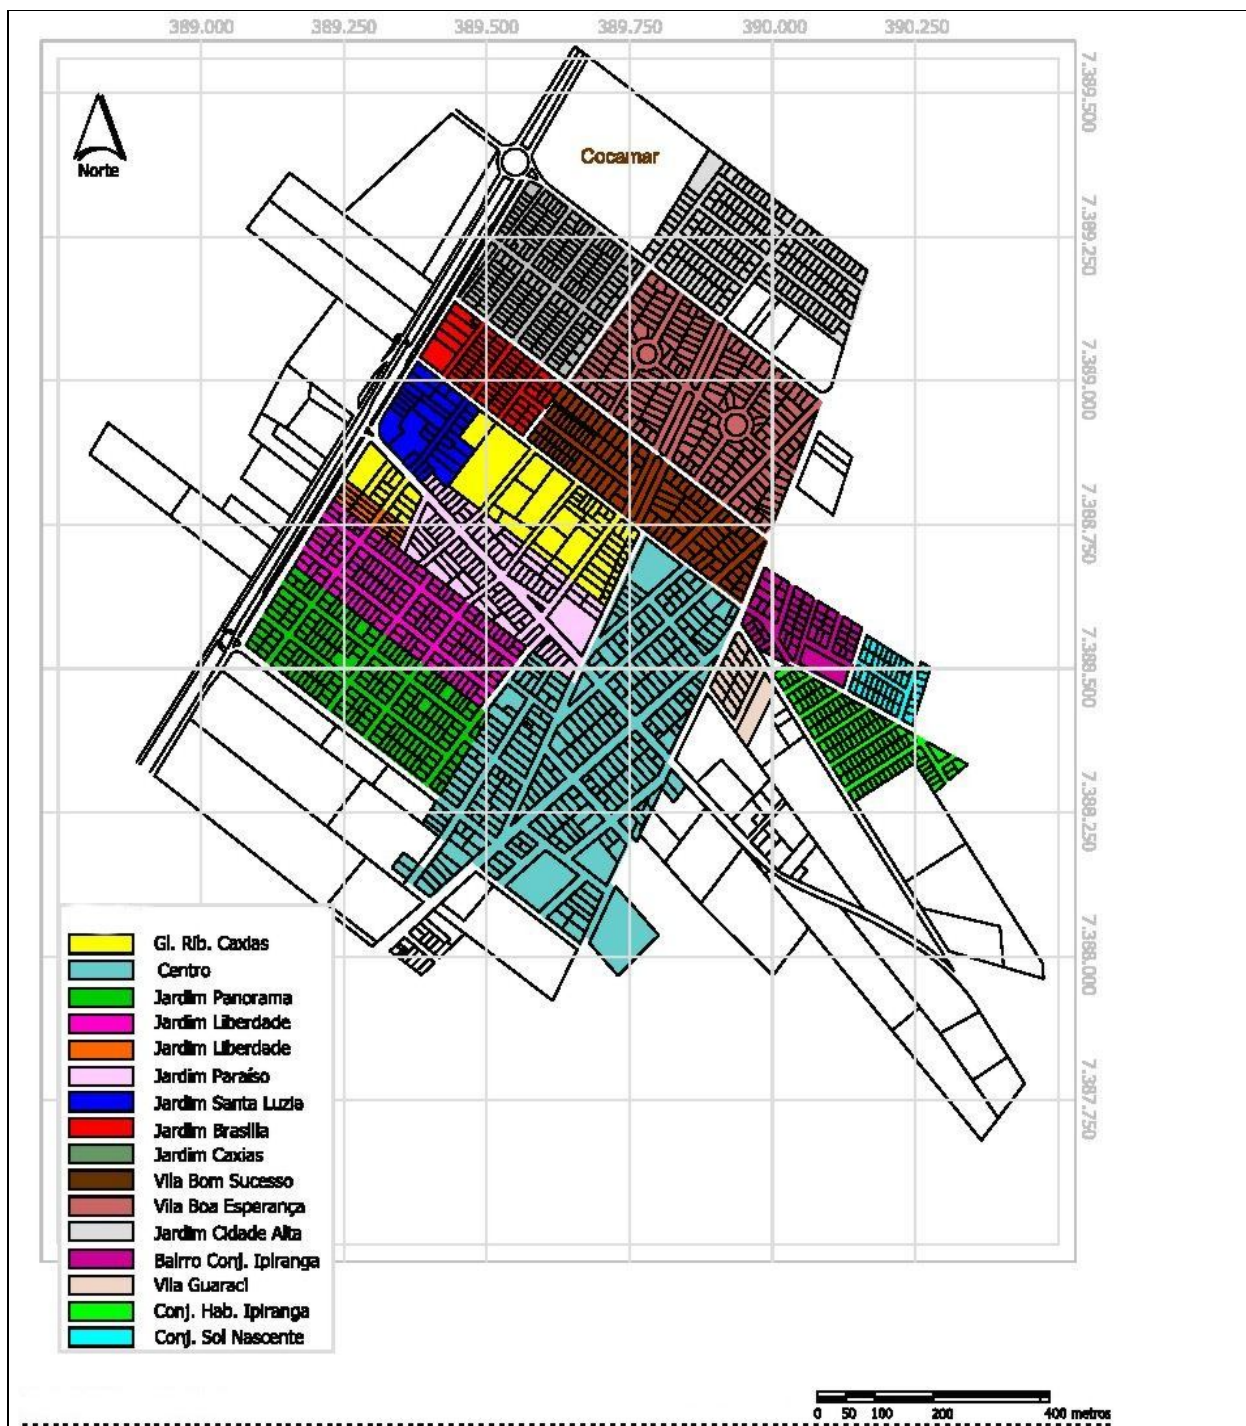 389.000 389.250 389.500 389.750 390.000 390.250
7.389.500
Cocamar
Norte
7.389.250
7.389.000
7.388.750
7.388.500
7.388.250
7.388.000
7.387.750
Gl. Rib. Caxias
Centro
Jardim Panorama
Jardim Liberdade
Jardim Liberdade
Jardim Paraíso
Jardim Santa Luzia
Jardim Brasilia
Jardim Caxias
Vila Bom Sucesso
Vila Boa Esperança
Jardim Cidade Alta
Bairro Conj. Ipiranga
Vila Guaraci
Conj. Hab. Ipiranga
Conj. Sol Nascente
0 50 100 200 400 metros